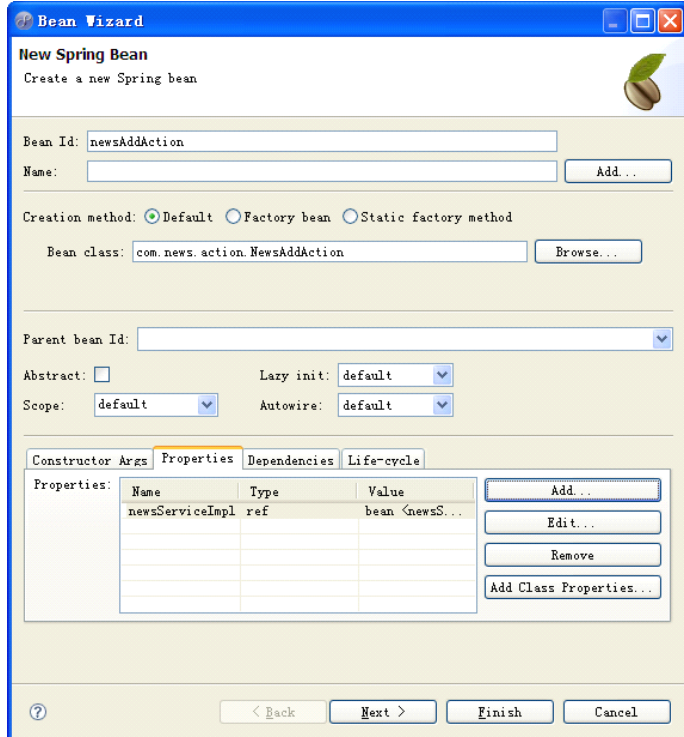 Bean Wizard
New Spring Bean
Create a new Spring bean
Bean Id: newsAddAction
Name: Add...
Creation method: Default Factory bean Static factory method
Bean class: com.news.action.NewsAddAction Browse...
Parent bean Id:
Abstract: Lazy init: default
Scope: default Autowire: default
Constructor Args Properties Dependencies Life-cycle
Properties: Name Type Value Add...
newsServiceImpl ref bean <newsS...
Edit...
Remove
Add Class Properties...
? < Back Next > Finish Cancel